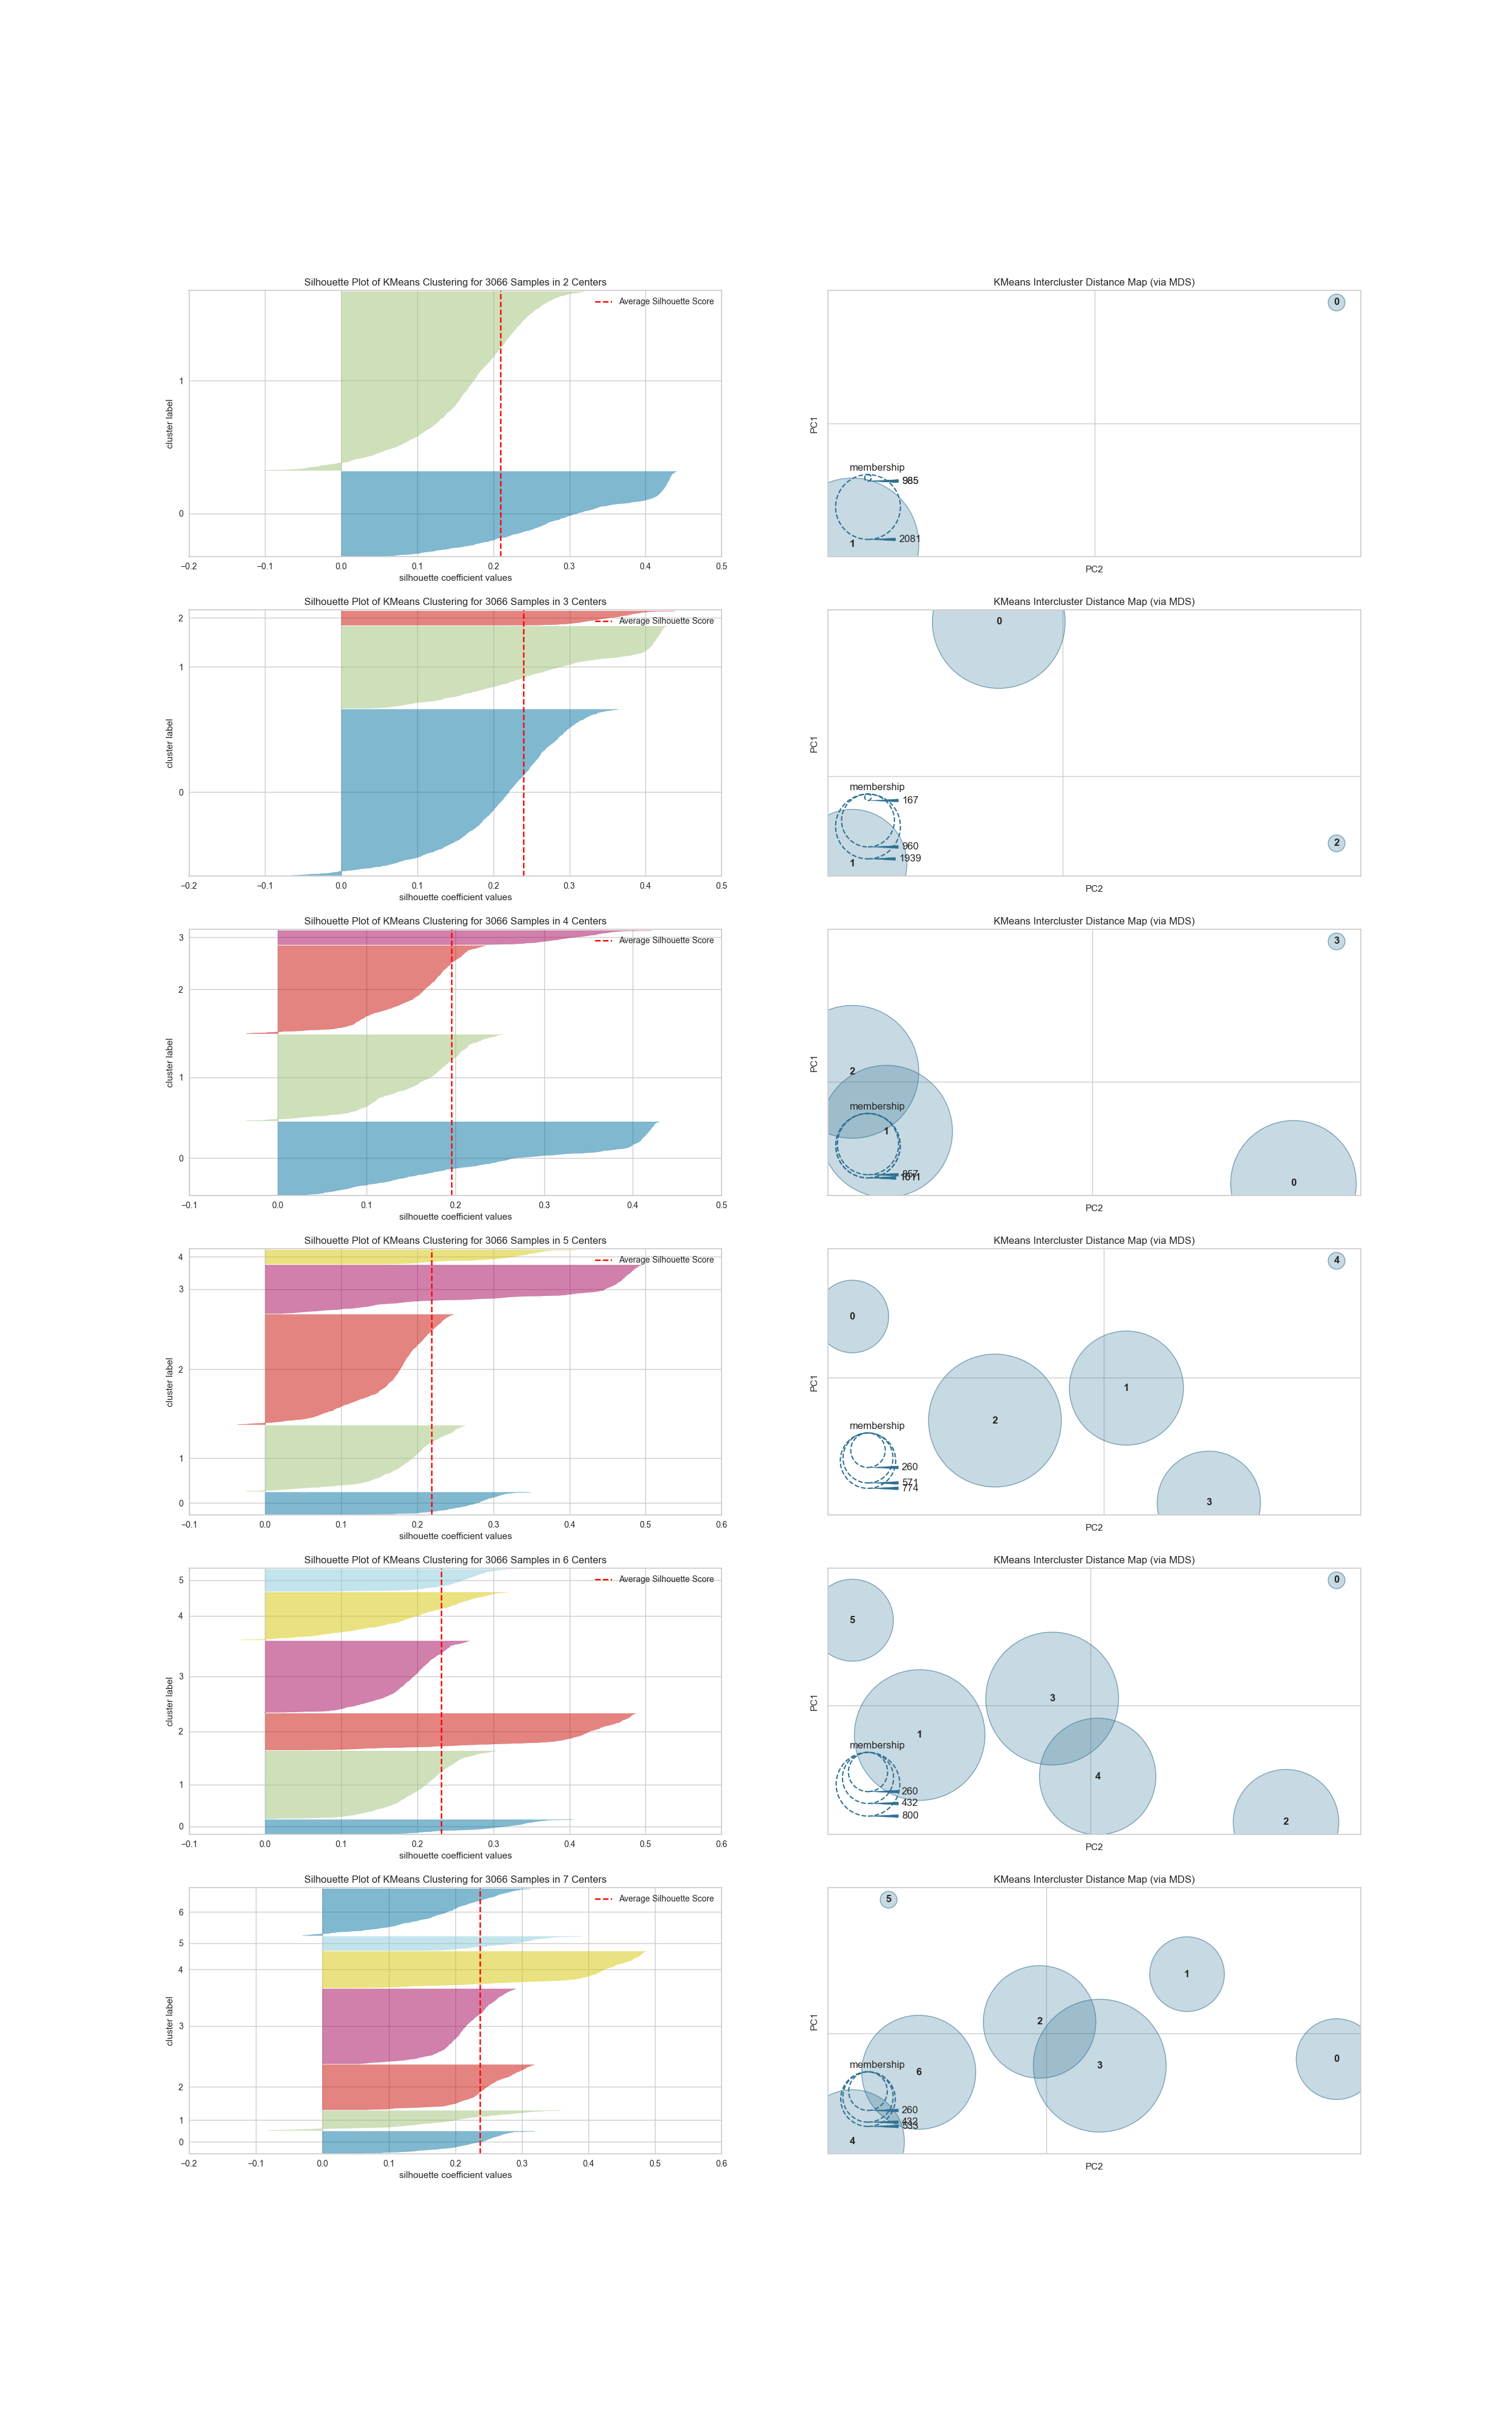 Silhouette Plot of KMeans Clustering for 3066 Samples in 2 Centers
Average Silhouette Score
1
0
cluster label
−0.2 −0.1 0.0 0.1 0.2 0.3 0.4 0.5
silhouette coefficient values
KMeans Intercluster Distance Map (via MDS)
0
PC1
membership
985
2081
1
PC2
Silhouette Plot of KMeans Clustering for 3066 Samples in 3 Centers
Average Silhouette Score
2
1
0
cluster label
−0.2 −0.1 0.0 0.1 0.2 0.3 0.4 0.5
silhouette coefficient values
KMeans Intercluster Distance Map (via MDS)
0
PC1
membership
167
960
1939
2
1
PC2
Silhouette Plot of KMeans Clustering for 3066 Samples in 4 Centers
Average Silhouette Score
3
2
1
0
cluster label
−0.1 0.0 0.1 0.2 0.3 0.4 0.5
silhouette coefficient values
KMeans Intercluster Distance Map (via MDS)
3
PC1
2
membership
1
0
PC2
Silhouette Plot of KMeans Clustering for 3066 Samples in 5 Centers
Average Silhouette Score
4
3
2
1
0
cluster label
−0.1 0.0 0.1 0.2 0.3 0.4 0.5 0.6
silhouette coefficient values
KMeans Intercluster Distance Map (via MDS)
4
0
PC1
1
2
membership
260
571
774
3
PC2
Silhouette Plot of KMeans Clustering for 3066 Samples in 6 Centers
Average Silhouette Score
5
4
3
2
1
0
cluster label
−0.1 0.0 0.1 0.2 0.3 0.4 0.5 0.6
silhouette coefficient values
KMeans Intercluster Distance Map (via MDS)
0
5
PC1
3
1
membership
4
260
432
800
2
PC2
Silhouette Plot of KMeans Clustering for 3066 Samples in 7 Centers
Average Silhouette Score
6
5
4
3
2
1
0
cluster label
−0.2 −0.1 0.0 0.1 0.2 0.3 0.4 0.5 0.6
silhouette coefficient values
KMeans Intercluster Distance Map (via MDS)
5
1
PC1
2
0
3
membership
6
260
432
533
4
PC2